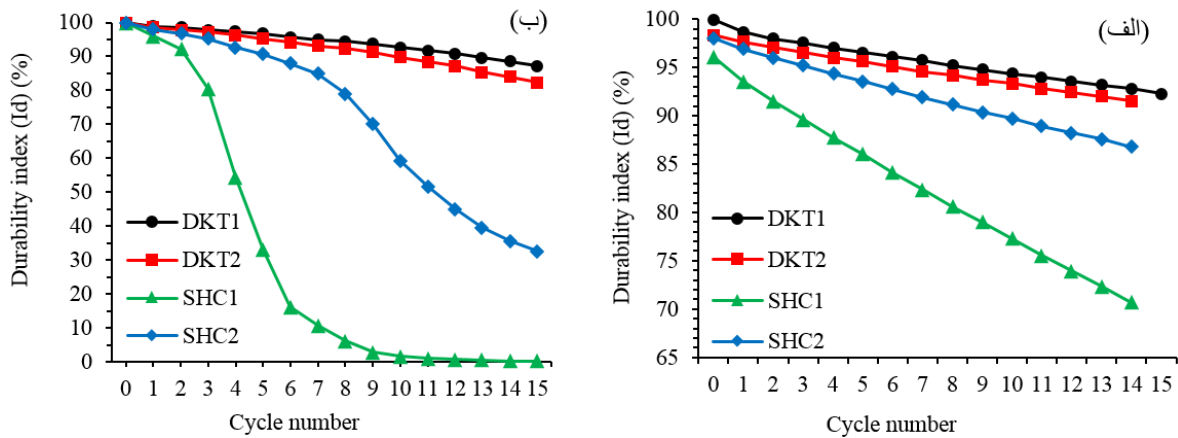 (ب)
Durability index (Id) (%)
100
90
80
70
60
50
40
30
20
10
0
DKT1
DKT2
SHC1
SHC2
0 1 2 3 4 5 6 7 8 9 10 11 12 13 14 15
Cycle number
(الف)
Durability index (Id) (%)
100
95
90
85
80
75
70
65
DKT1
DKT2
SHC1
SHC2
0 1 2 3 4 5 6 7 8 9 10 11 12 13 14 15
Cycle number